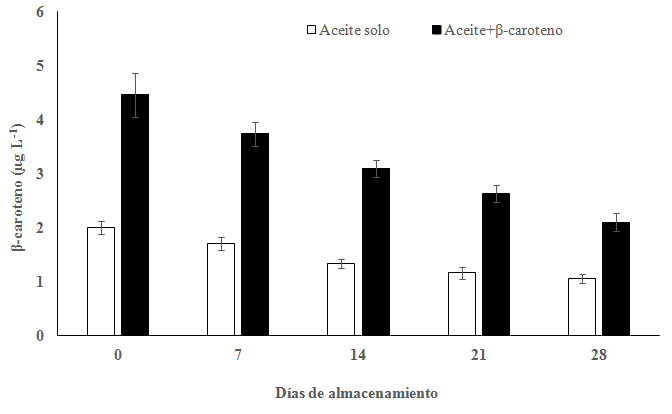 6
Aceite solo
Aceite+β-caroteno
5
4
3
2
1
0
β-caroteno (µg L-1)
0 7 14 21 28
Días de almacenamiento